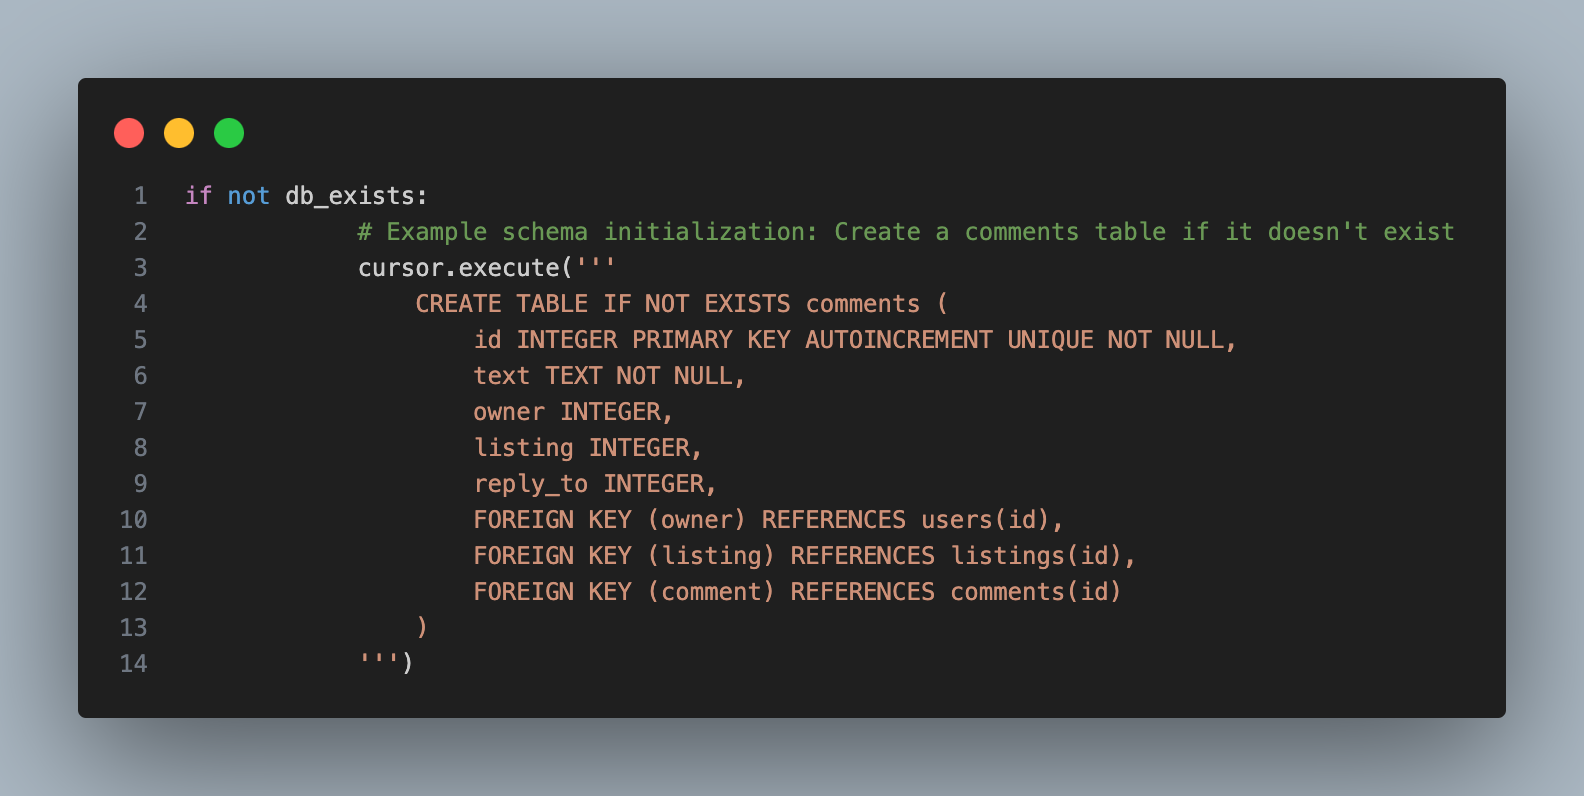 1 if not db_exists:
2 # Example schema initialization: Create a comments table if it doesn't exist
3 cursor.execute('''
4 CREATE TABLE IF NOT EXISTS comments (
5 id INTEGER PRIMARY KEY AUTOINCREMENT UNIQUE NOT NULL,
6 text TEXT NOT NULL,
7 owner INTEGER,
8 listing INTEGER,
9 reply_to INTEGER,
10 FOREIGN KEY (owner) REFERENCES users(id),
11 FOREIGN KEY (listing) REFERENCES listings(id),
12 FOREIGN KEY (comment) REFERENCES comments(id)
13 )
14 ''')